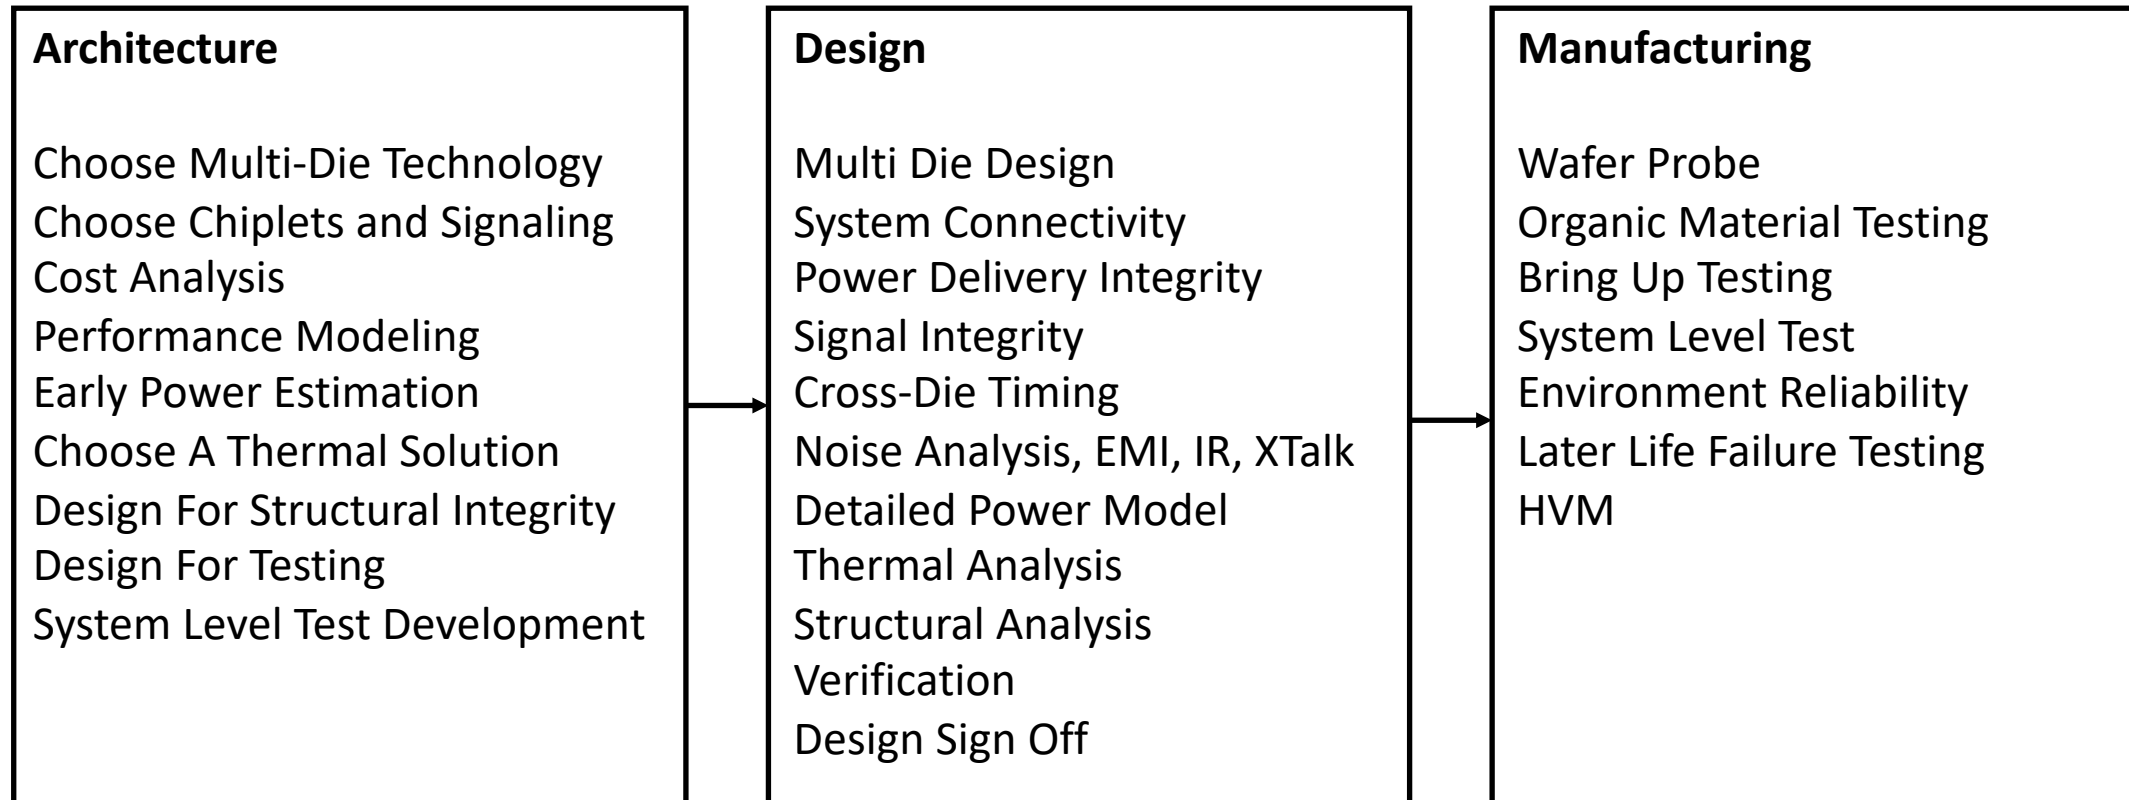 Architecture
Choose Multi-Die Technology
Choose Chiplets and Signaling
Cost Analysis
Performance Modeling
Early Power Estimation
Choose A Thermal Solution
Design For Structural Integrity
Design For Testing
System Level Test Development
Design
Multi Die Design
System Connectivity
Power Delivery Integrity
Signal Integrity
Cross-Die Timing
Noise Analysis, EMI, IR, XTalk
Detailed Power Model
Thermal Analysis
Structural Analysis
Verification
Design Sign Off
Manufacturing
Wafer Probe
Organic Material Testing
Bring Up Testing
System Level Test
Environment Reliability
Later Life Failure Testing
HVM